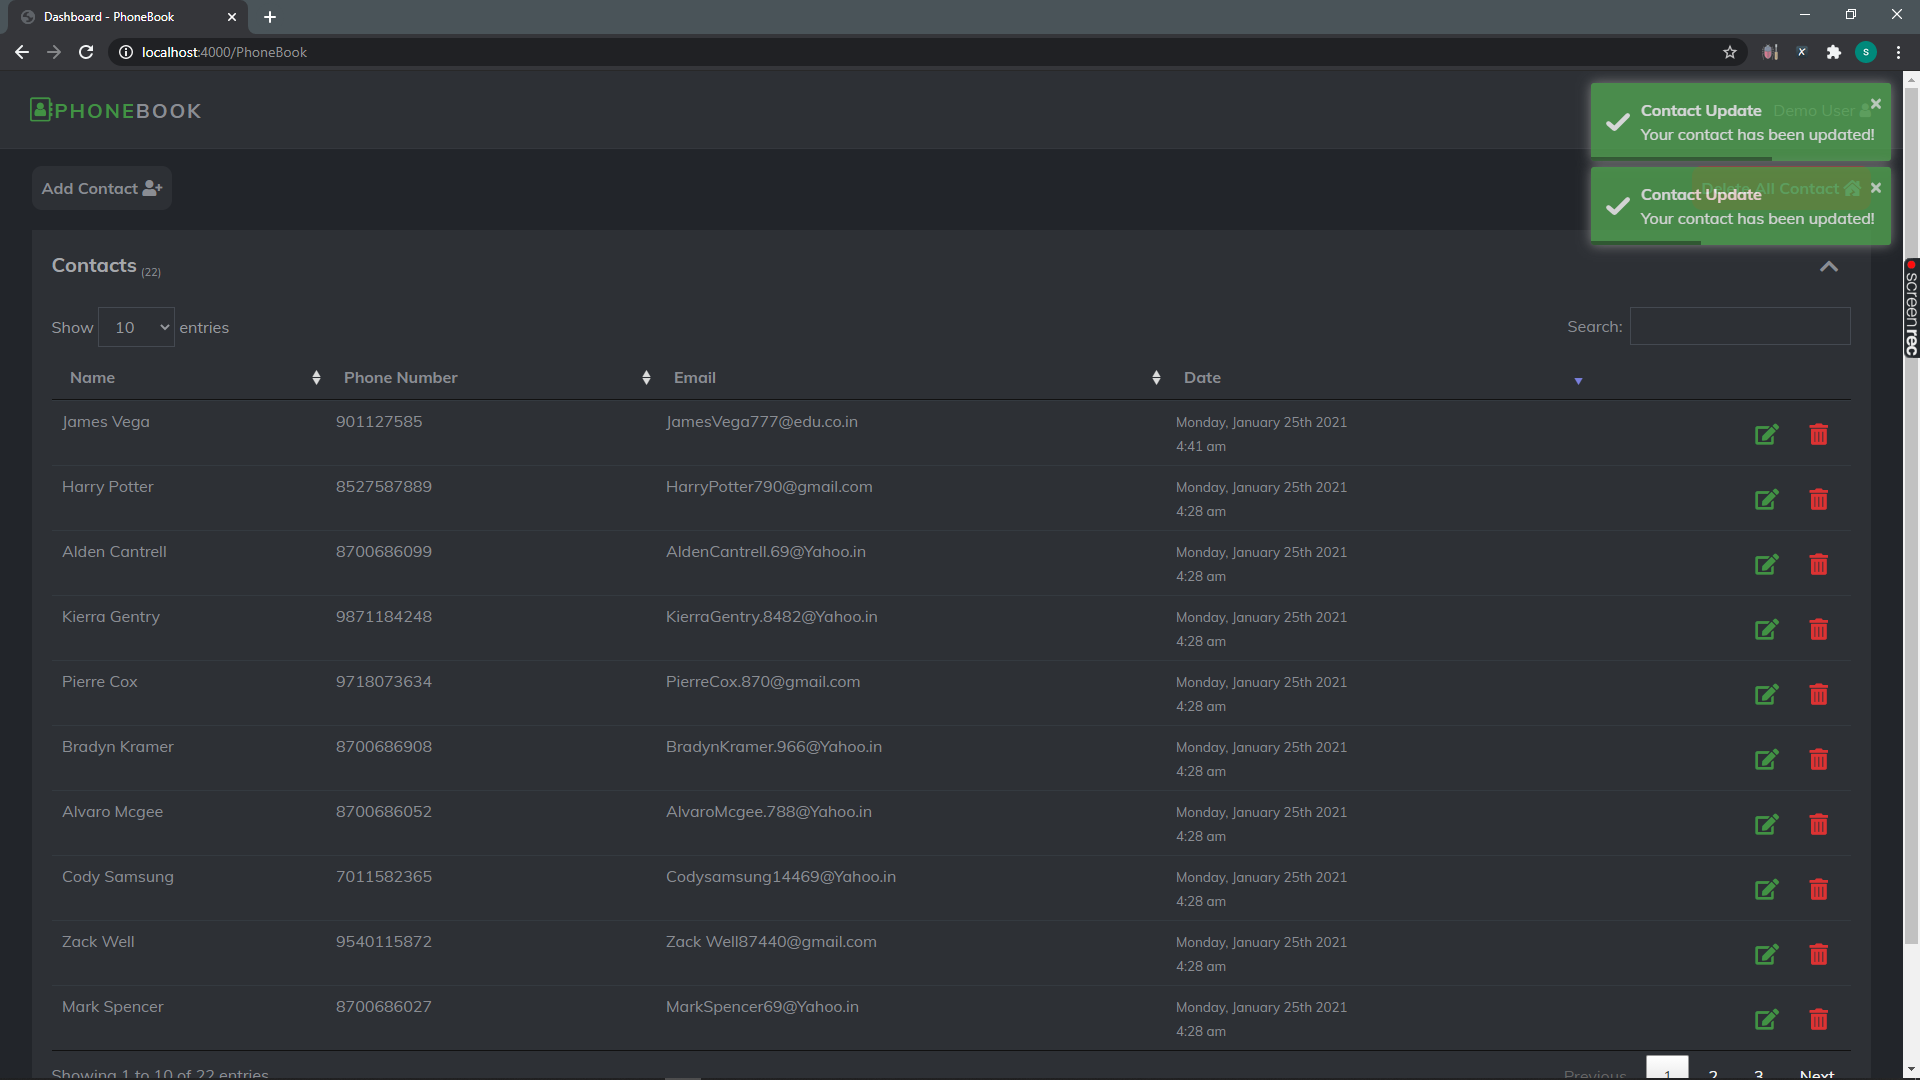 Dashboard - PhoneBook
localhost:4000/PhoneBook
S
PHONEBOOK
Demo User
Contact Update
Your contact has been updated!
Add Contact
Delete All Contact
Contact Update
Your contact has been updated!
Contacts (22)
screenrec
Show 10 entries
Search:
Name Phone Number Email Date
James Vega 901127585 JamesVega777@edu.co.in Monday, January 25th 2021
4:41 am
Harry Potter 8527587889 HarryPotter790@gmail.com Monday, January 25th 2021
4:28 am
Alden Cantrell 8700686099 AldenCantrell.69@Yahoo.in Monday, January 25th 2021
4:28 am
Kierra Gentry 9871184248 KierraGentry.8482@Yahoo.in Monday, January 25th 2021
4:28 am
Pierre Cox 9718073634 PierreCox.870@gmail.com Monday, January 25th 2021
4:28 am
Bradyn Kramer 8700686908 BradynKramer.966@Yahoo.in Monday, January 25th 2021
4:28 am
Alvaro Mcgee 8700686052 AlvaroMcgee.788@Yahoo.in Monday, January 25th 2021
4:28 am
Cody Samsung 7011582365 Codysamsung14469@Yahoo.in Monday, January 25th 2021
4:28 am
Zack Well 9540115872 Zack Well87440@gmail.com Monday, January 25th 2021
4:28 am
Mark Spencer 8700686027 MarkSpencer69@Yahoo.in Monday, January 25th 2021
4:28 am
Showing 1 to 10 of 22 entries
Previous 1 2 3 Next